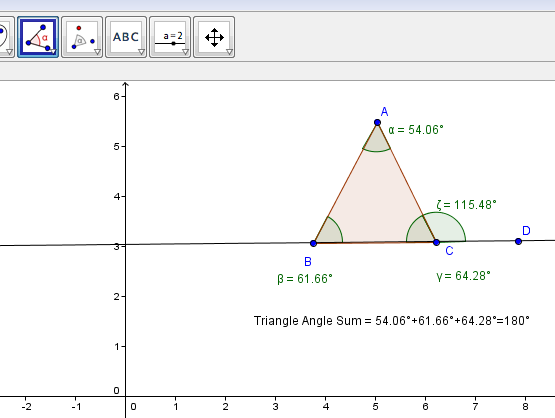 α
α
ABC
a = 2
6
5
4
3
2
1
0
A
α = 54.06°
ζ = 115.48°
D
B
C
β = 61.66°
γ = 64.28°
Triangle Angle Sum = 54.06°+61.66°+64.28°=180°
-2 -1 0 1 2 3 4 5 6 7 8